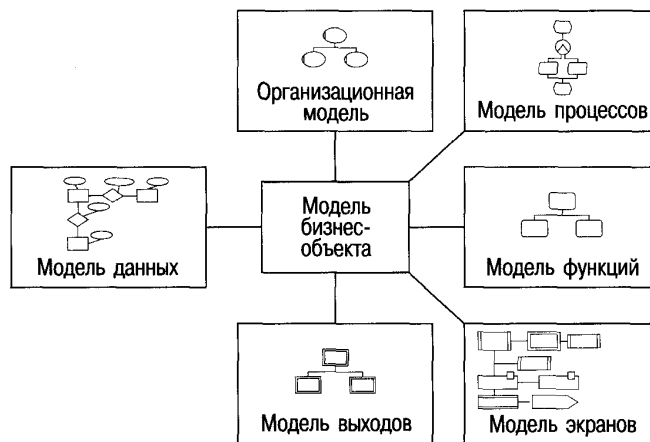 Организационная
модель
Модель процессов
Модель
бизнес-
объекта
Модель данных
Модель функций
Модель выходов
Модель экранов